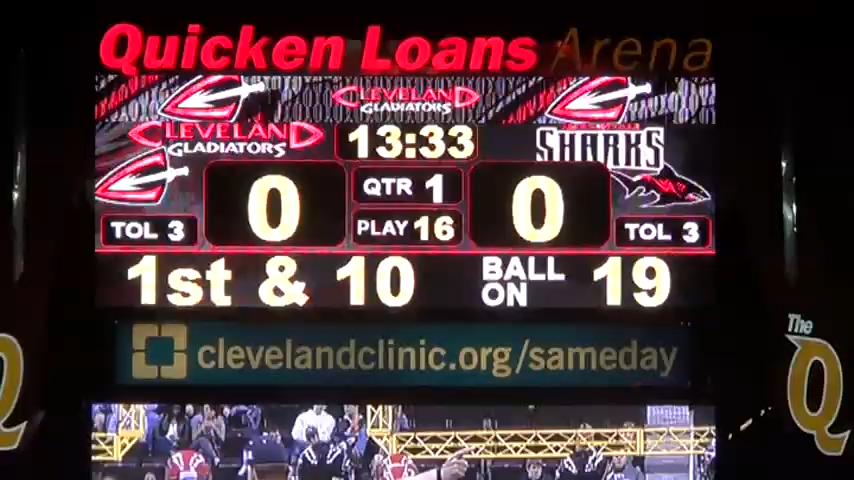 Quicken Loans Arena
CLEVELAND
GLADIATORS
CLEVELAND
GLADIATORS
13:33
SHARKS
0
QTR 1
0
TOL 3
PLAY 16
TOL 3
1st & 10
BALL ON 19
clevelandclinic.org/sameday
The
Q
Q